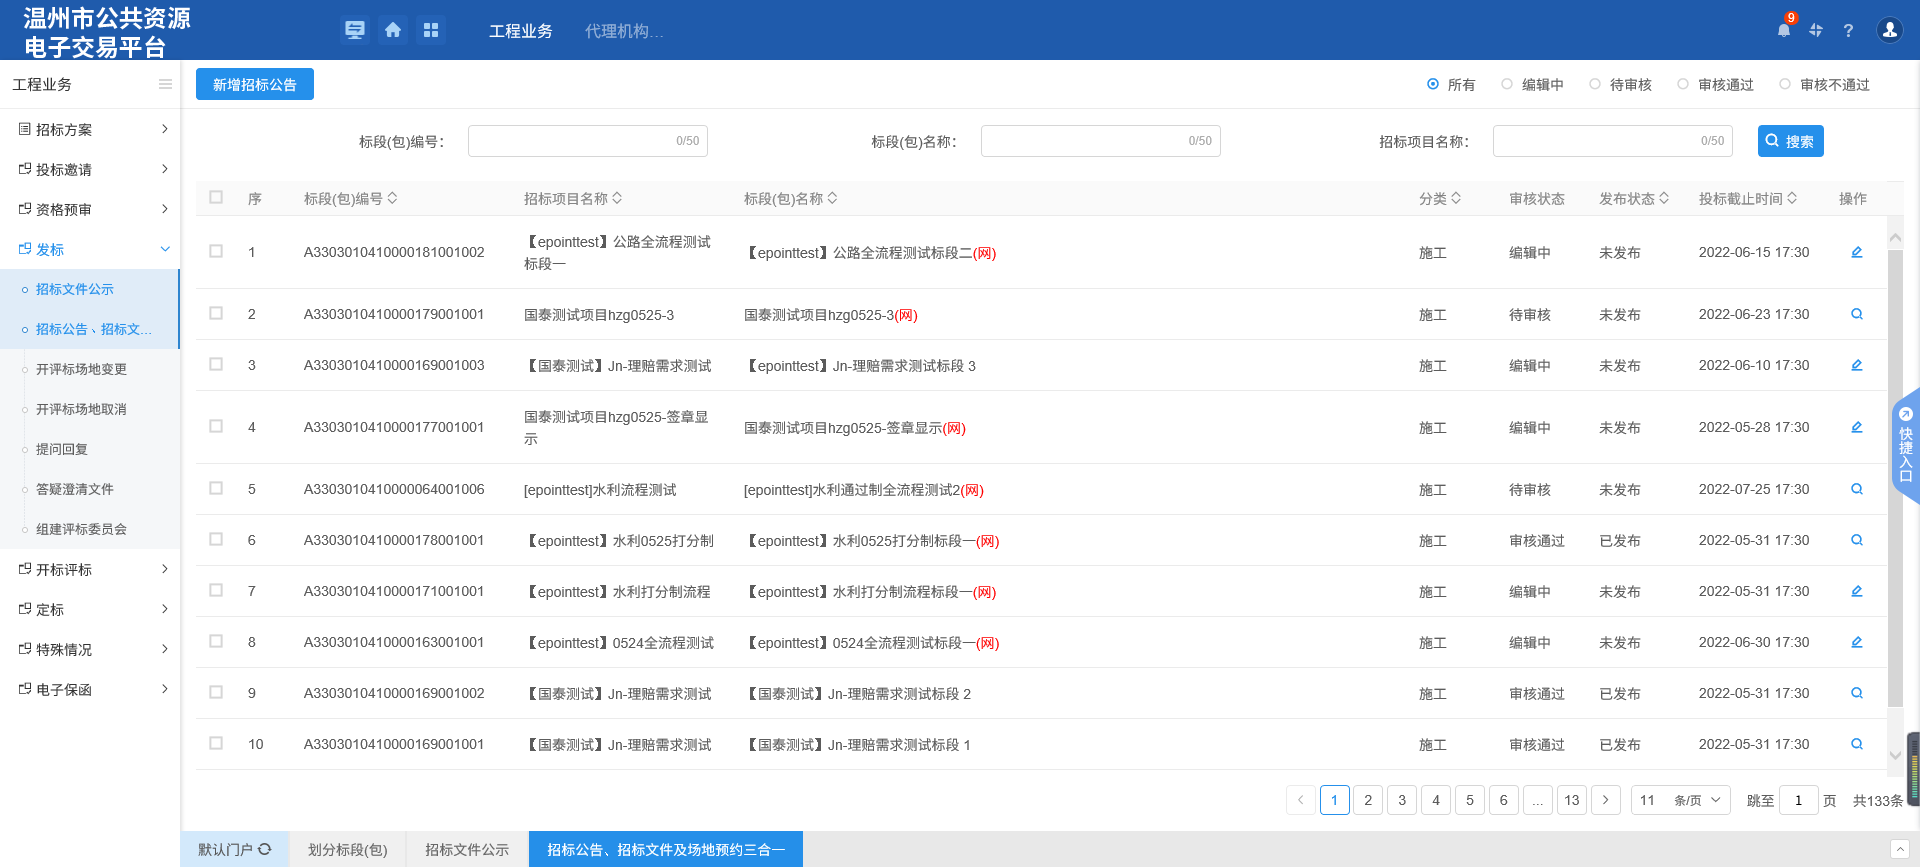 温州市公共资源
电子交易平台
工程业务
代理机构...
9
?
工程业务
招标方案
投标邀请
资格预审
发标
招标文件公示
招标公告、招标文...
开评标场地变更
开评标场地取消
提问回复
答疑澄清文件
组建评标委员会
开标评标
定标
特殊情况
电子保函
新增招标公告
所有 编辑中 待审核 审核通过 审核不通过
标段(包)编号： 0/50 标段(包)名称： 0/50 招标项目名称： 0/50 搜索
序 标段(包)编号 招标项目名称 标段(包)名称 分类 审核状态 发布状态 投标截止时间 操作
1 A3303010410000181001002 【epointtest】公路全流程测试标段一 【epointtest】公路全流程测试标段二(网) 施工 编辑中 未发布 2022-06-15 17:30
2 A3303010410000179001001 国泰测试项目hzg0525-3 国泰测试项目hzg0525-3(网) 施工 待审核 未发布 2022-06-23 17:30
3 A3303010410000169001003 【国泰测试】Jn-理赔需求测试 【epointtest】Jn-理赔需求测试标段 3 施工 编辑中 未发布 2022-06-10 17:30
4 A3303010410000177001001 国泰测试项目hzg0525-签章显示 国泰测试项目hzg0525-签章显示(网) 施工 编辑中 未发布 2022-05-28 17:30
5 A3303010410000064001006 [epointtest]水利流程测试 [epointtest]水利通过制全流程测试2(网) 施工 待审核 未发布 2022-07-25 17:30
6 A3303010410000178001001 【epointtest】水利0525打分制 【epointtest】水利0525打分制标段一(网) 施工 审核通过 已发布 2022-05-31 17:30
7 A3303010410000171001001 【epointtest】水利打分制流程 【epointtest】水利打分制流程标段一(网) 施工 编辑中 未发布 2022-05-31 17:30
8 A3303010410000163001001 【epointtest】0524全流程测试 【epointtest】0524全流程测试标段一(网) 施工 编辑中 未发布 2022-06-30 17:30
9 A3303010410000169001002 【国泰测试】Jn-理赔需求测试 【国泰测试】Jn-理赔需求测试标段 2 施工 审核通过 已发布 2022-05-31 17:30
10 A3303010410000169001001 【国泰测试】Jn-理赔需求测试 【国泰测试】Jn-理赔需求测试标段 1 施工 审核通过 已发布 2022-05-31 17:30
快捷入口
1 2 3 4 5 6 ... 13 11 条/页 跳至 1 页 共133条
默认门户 划分标段(包) 招标文件公示 招标公告、招标文件及场地预约三合一